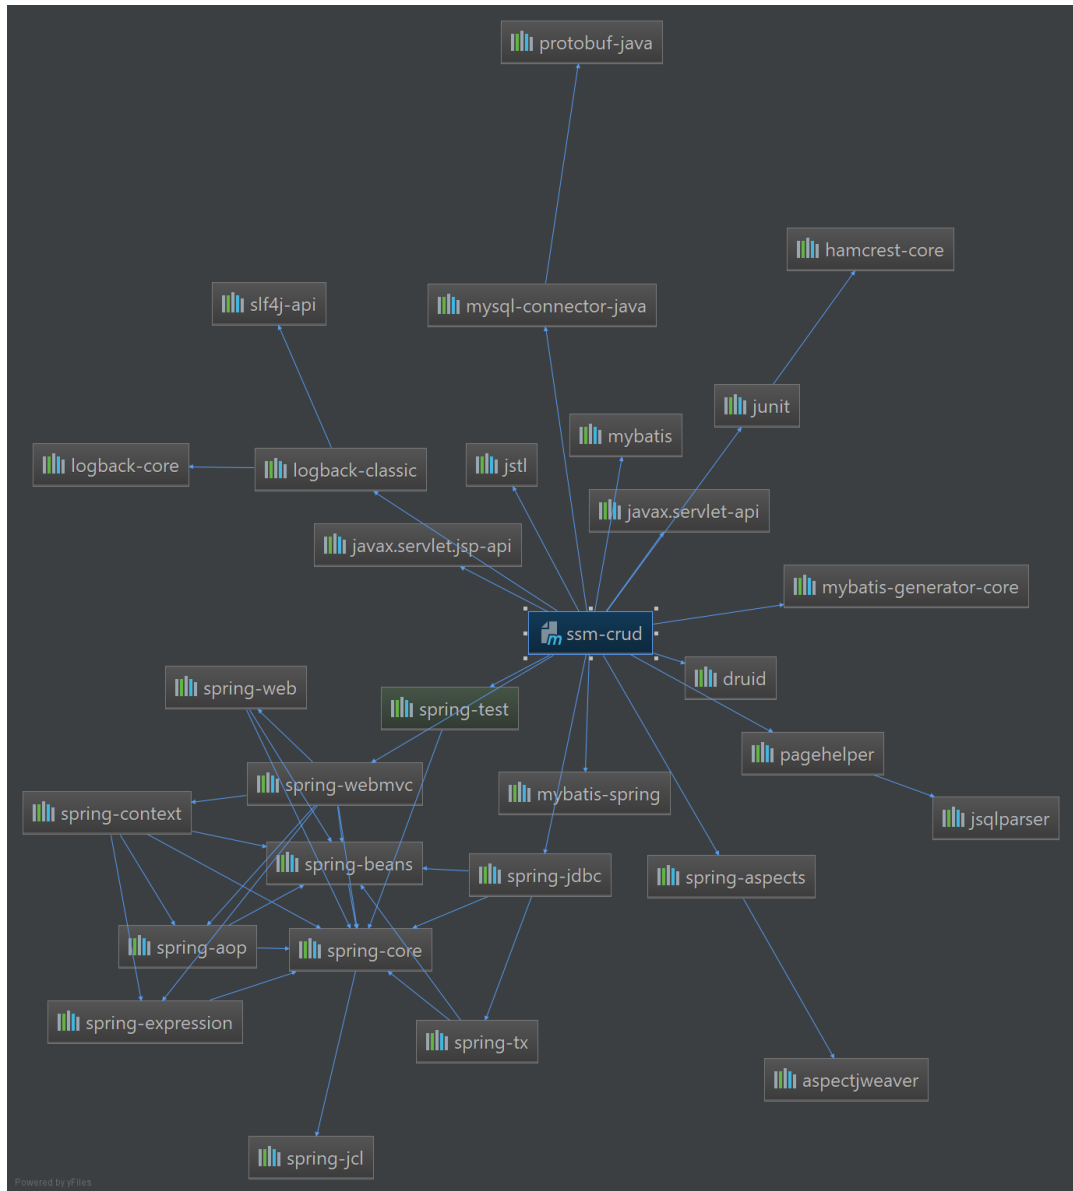 protobuf-java
hamcrest-core
slf4j-api
mysql-connector-java
junit
mybatis
logback-core
logback-classic
jstl
javax.servlet-api
javax.servlet.jsp-api
mybatis-generator-core
ssm-crud
druid
spring-web
spring-test
pagehelper
spring-webmvc
mybatis-spring
spring-context
jsqlparser
spring-beans
spring-jdbc
spring-aspects
spring-aop
spring-core
spring-expression
spring-tx
aspectjweaver
spring-jcl
Powered by yFiles